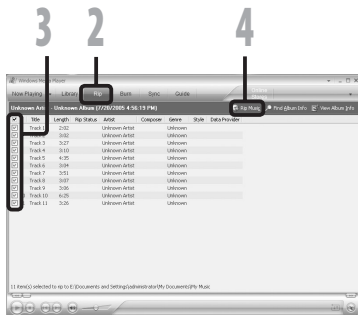 3 2 4
Windows Media Player
Now Playing Library Rip Burn Sync Guide
Unknown Artist Unknown Album (7/20/2005 4:56:19 PM) Rip Music Find Album Info View Album Info
Title Length Rip Status Artist Composer Genre Style Data Provider
Track 1 2:02 Unknown Artist Unknown
3:02 Unknown Artist Unknown
Track 3 3:27 Unknown Artist Unknown
Track 4 3:10 Unknown Artist Unknown
Track 5 4:35 Unknown Artist Unknown
Track 6 3:04 Unknown Artist Unknown
Track 7 3:51 Unknown Artist Unknown
Track 8 3:07 Unknown Artist Unknown
Track 9 3:06 Unknown Artist Unknown
Track 10 6:25 Unknown Artist Unknown
Track 11 3:26 Unknown Artist Unknown
11 item(s) selected to rip to E:\Documents and Settings\administrator\My Documents\My Music